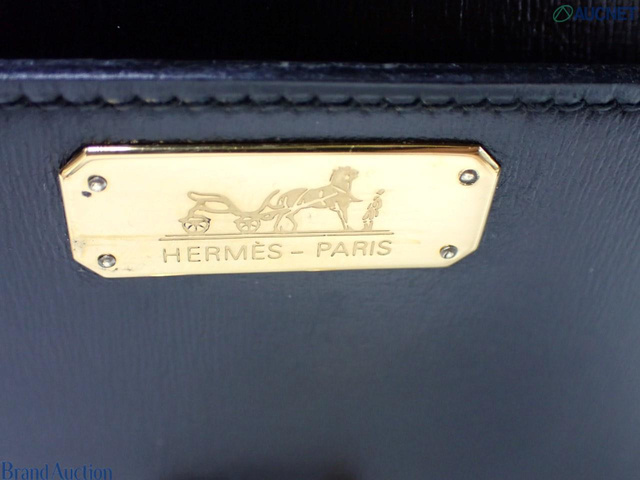 AUCNET
HERMÈS - PARIS
Brand Auction